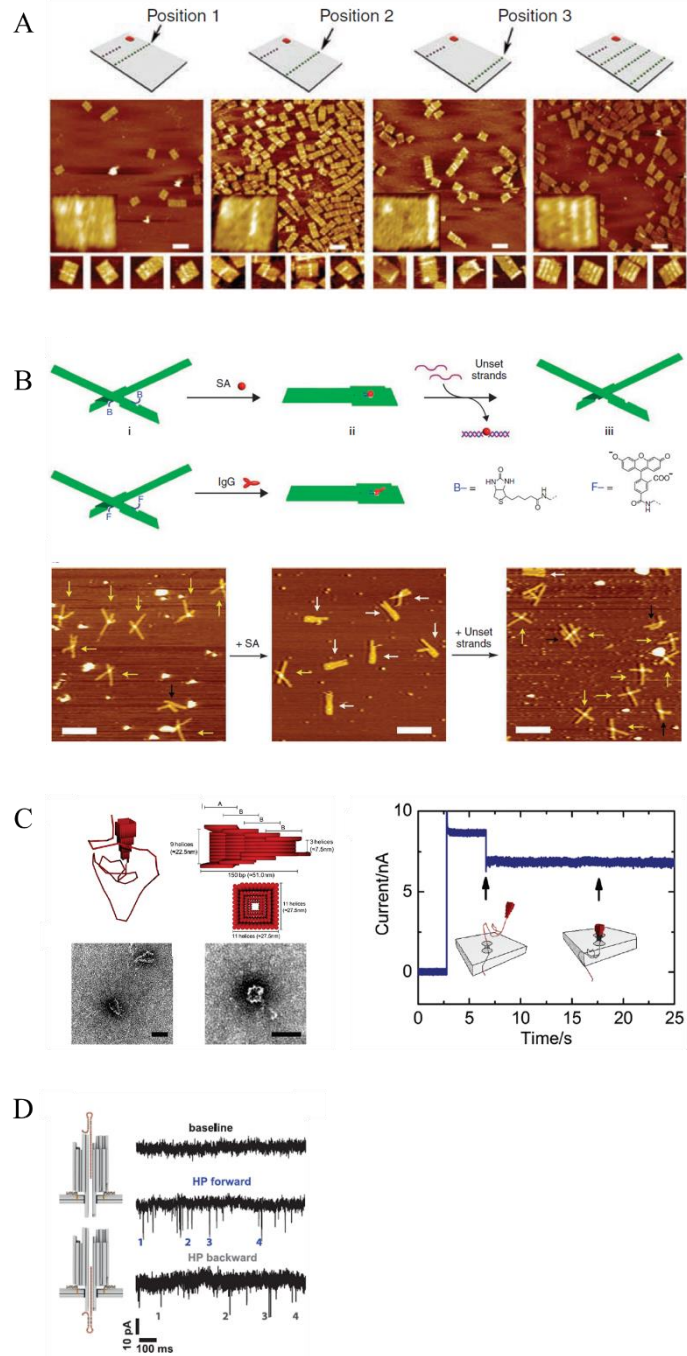 A
Position 1
Position 2
Position 3
B
B
B
i
SA
ii
Unset
strands
iii
F
F
IgG
B–
=
O
HN
NH
S
O
N
H
F–
=
O
O
O
COO⁻
O
N
H
+ SA
+ Unset
strands
C
A
B
B
B
9 helices
(≈22.5nm)
3 helices
(≈7.5nm)
150 bp (≈51.0nm)
11 helices
(≈27.5nm)
11 helices
(≈27.5nm)
Current/nA
10
5
0
0 5 10 15 20 25
Time/s
D
baseline
HP forward
1 2 3 4
HP backward
1 2 3 4
10 pA
100 ms